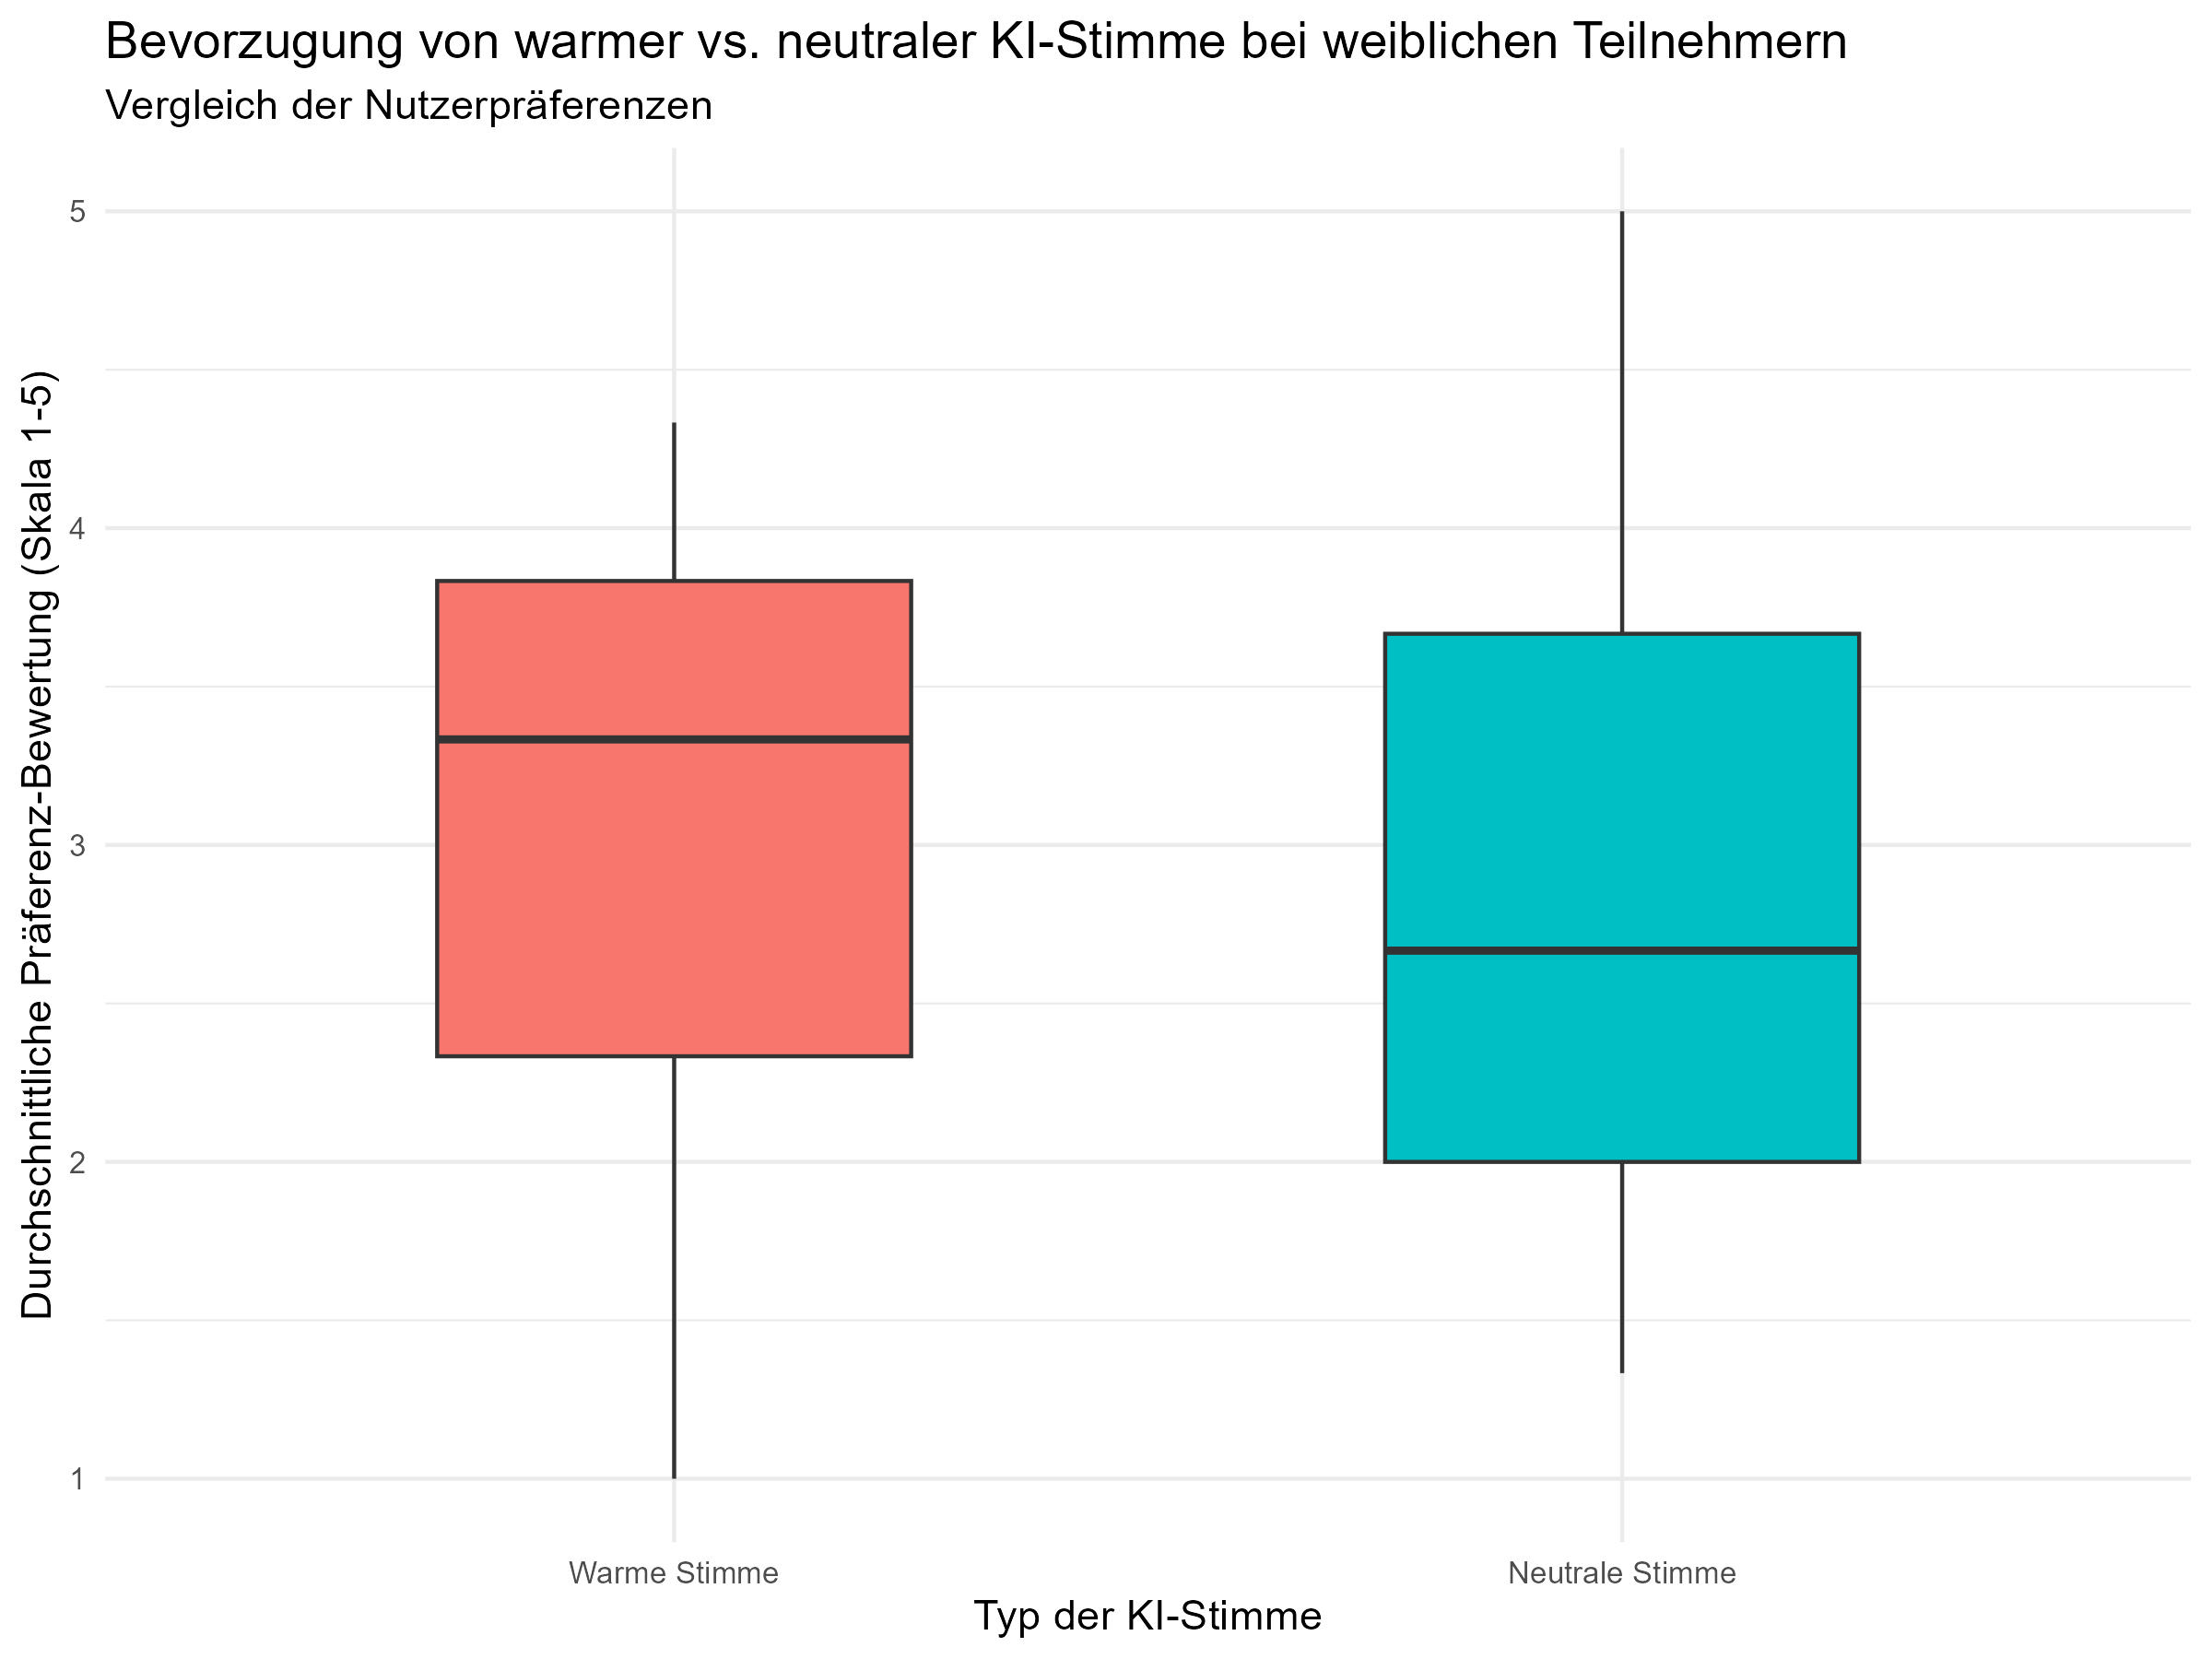 Bevorzugung von warmer vs. neutraler KI-Stimme bei weiblichen Teilnehmern
Vergleich der Nutzerpräferenzen
Durchschnittliche Präferenz-Bewertung (Skala 1-5)
5
4
3
2
1
Warme Stimme
Neutrale Stimme
Typ der KI-Stimme